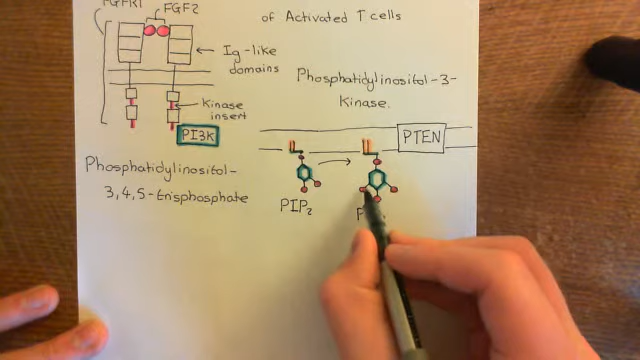 FGFR1
FGF2
of Activated T cells
Ig-like
domains
Phosphatidylinositol-3-
Kinase.
Kinase
insert
PI3K
PTEN
Phosphatidylinositol-
3,4,5-trisphosphate
PIP₂
P